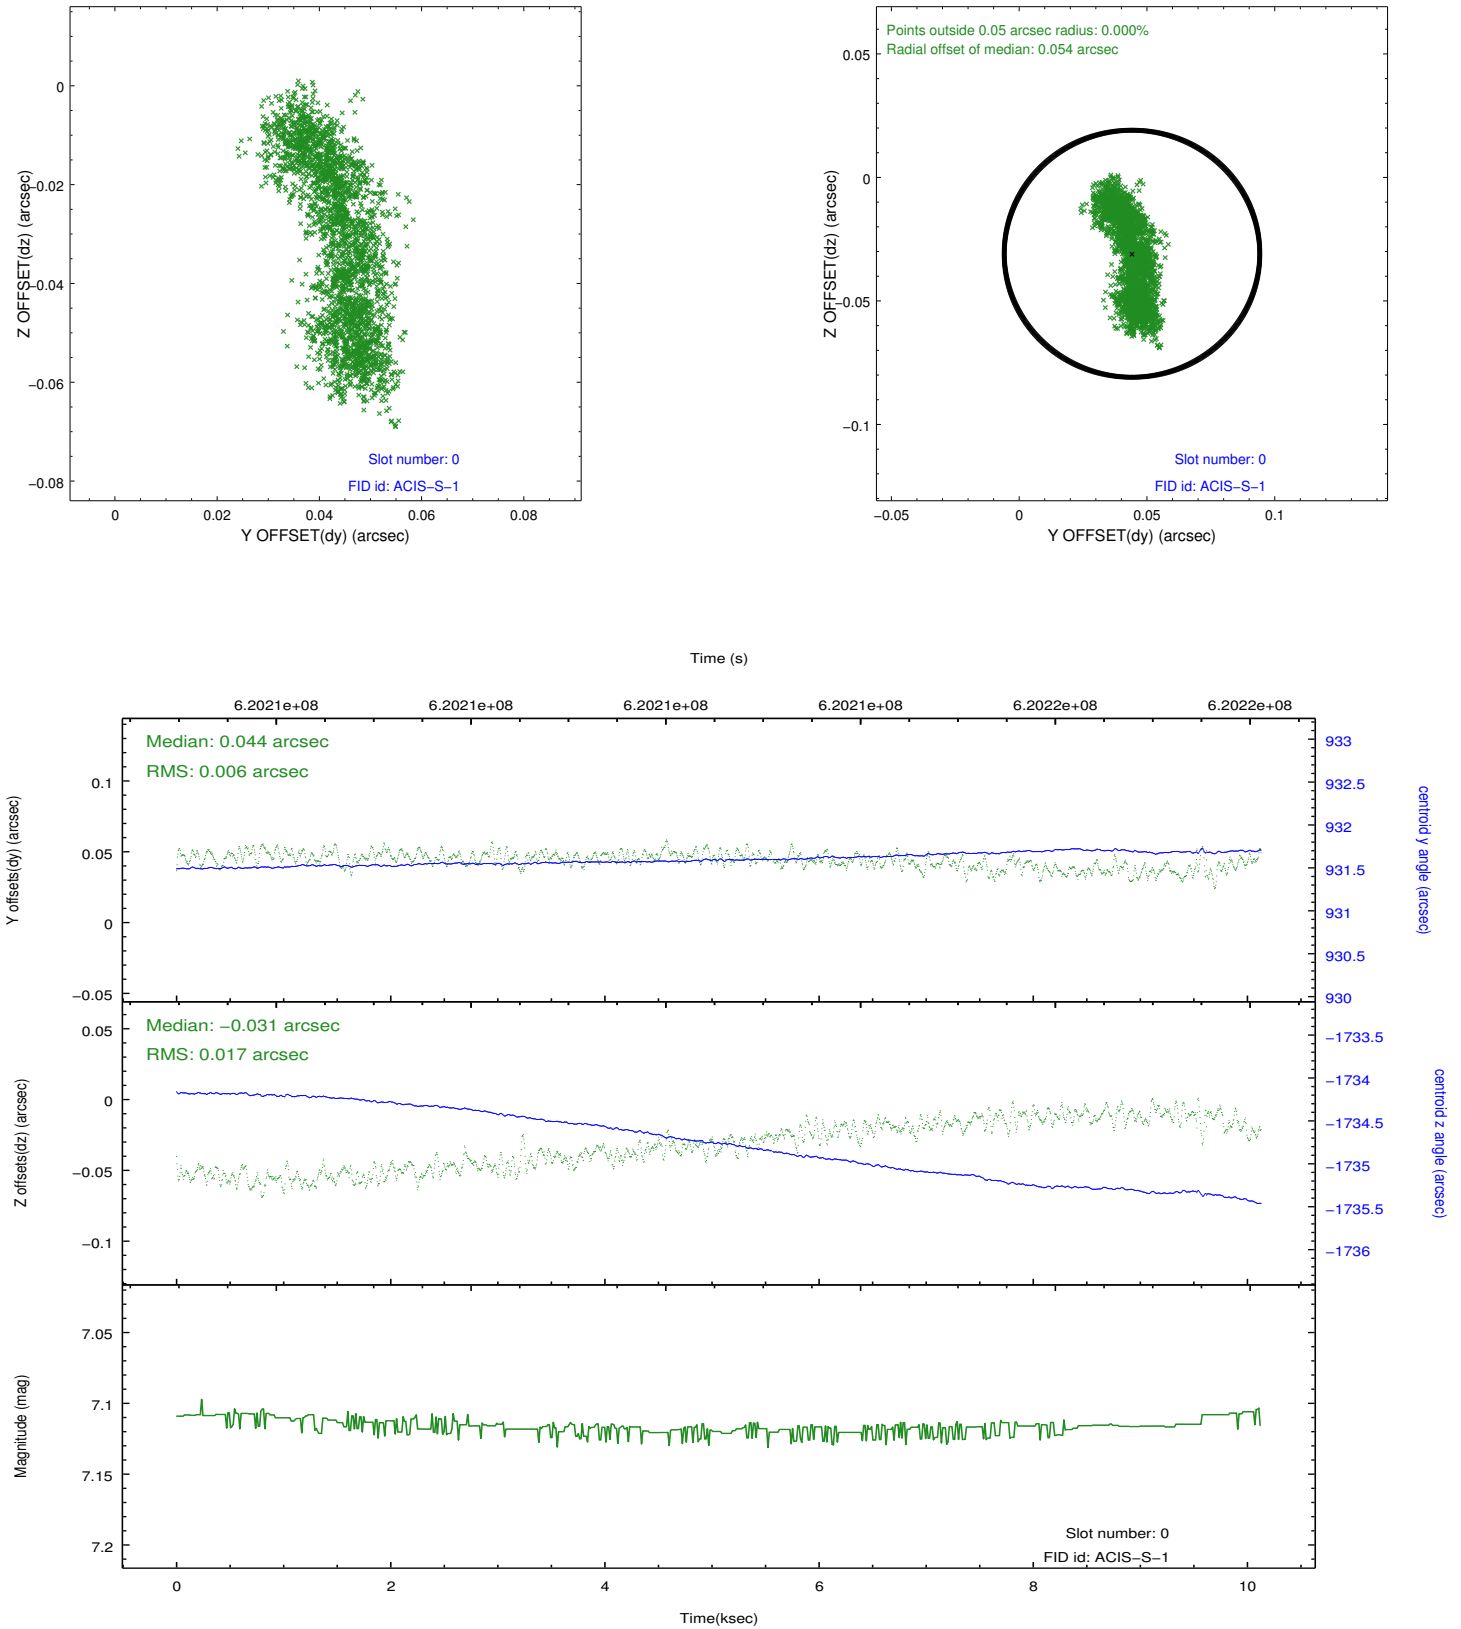 0
−0.02
−0.04
−0.06
−0.08
Z OFFSET(dz) (arcsec)
Slot number: 0
FID id: ACIS−S−1
0 0.02 0.04 0.06 0.08
Y OFFSET(dy) (arcsec)
Points outside 0.05 arcsec radius: 0.000%
Radial offset of median: 0.054 arcsec
0.05
0
−0.05
−0.1
Z OFFSET(dz) (arcsec)
Slot number: 0
FID id: ACIS−S−1
−0.05 0 0.05 0.1
Y OFFSET(dy) (arcsec)
Time (s)
6.2021e+08 6.2021e+08 6.2021e+08 6.2021e+08 6.2022e+08 6.2022e+08
Median: 0.044 arcsec
RMS: 0.006 arcsec
0.1
0.05
0
−0.05
Y offsets(dy) (arcsec)
933
932.5
932
931.5
931
930.5
930
centroid y angle (arcsec)
Median: −0.031 arcsec
RMS: 0.017 arcsec
0.05
0
−0.05
−0.1
Z offsets(dz) (arcsec)
−1733.5
−1734
−1734.5
−1735
−1735.5
−1736
centroid z angle (arcsec)
7.05
7.1
7.15
7.2
Magnitude (mag)
Slot number: 0
FID id: ACIS−S−1
0 2 4 6 8 10
Time(ksec)